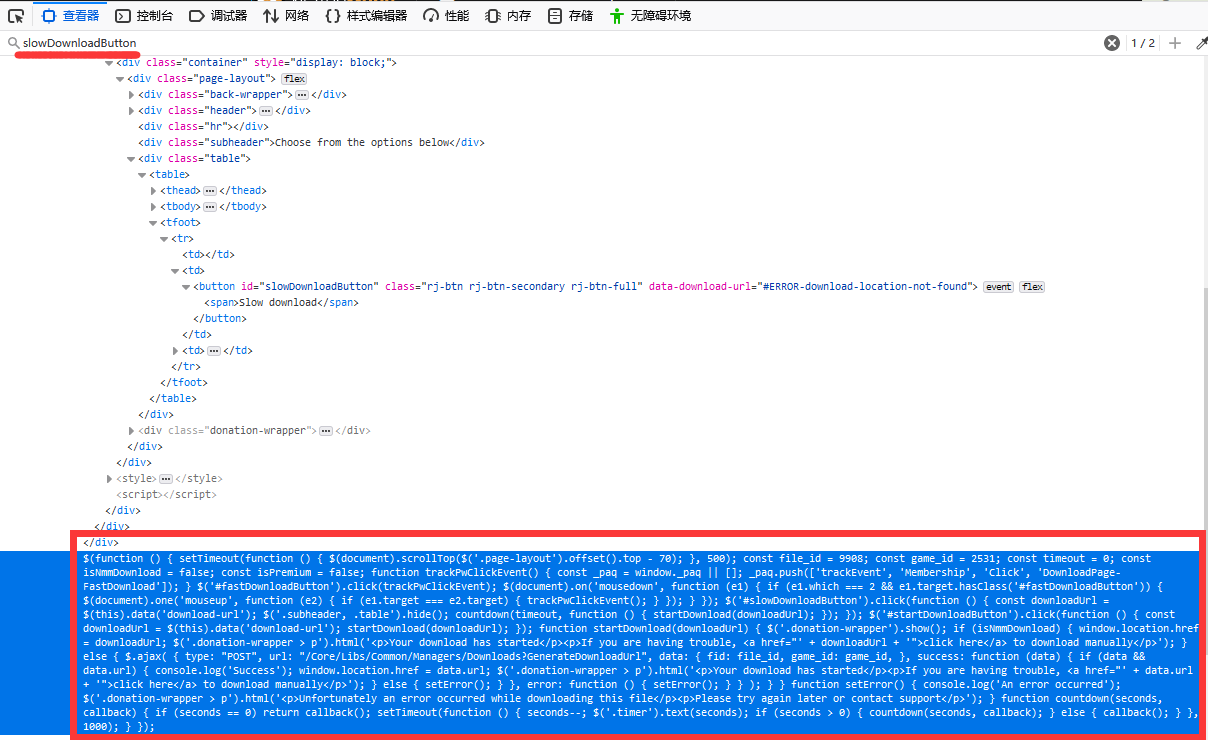 查看器 控制台 调试器 网络 {} 样式编辑器 性能 内存 存储 无障碍环境
slowDownloadButton 1 / 2
<div class="container" style="display: block;">
<div class="page-layout"> flex
<div class="back-wrapper"> ••• </div>
<div class="header"> ••• </div>
<div class="hr"></div>
<div class="subheader">Choose from the options below</div>
<div class="table">
<table>
<thead> ••• </thead>
<tbody> ••• </tbody>
<tfoot>
<tr>
<td></td>
<td>
<button id="slowDownloadButton" class="rj-btn rj-btn-secondary rj-btn-full" data-download-url="#ERROR-download-location-not-found"> event flex
<span>Slow download</span>
</button>
</td>
<td> ••• </td>
</tr>
</tfoot>
</table>
</div>
<div class="donation-wrapper"> ••• </div>
</div>
</div>
<style> ••• </style>
<script></script>
</div>
</div>
</div>
$(function () { setTimeout(function () { $(document).scrollTop($('.page-layout').offset().top - 70); }, 500); const file_id = 9908; const game_id = 2531; const timeout = 0; const
isNmmDownload = false; const isPremium = false; function trackPwClickEvent() { const _paq = window._paq || []; _paq.push(['trackEvent', 'Membership', 'Click', 'DownloadPage-
FastDownload']); } $('#fastDownloadButton').click(trackPwClickEvent); $(document).on('mousedown', function (e1) { if (e1.which === 2 && e1.target.hasClass('#fastDownloadButton')) {
$(document).one('mouseup', function (e2) { if (e1.target === e2.target) { trackPwClickEvent(); } }); } }); $('#slowDownloadButton').click(function () { const downloadUrl =
$(this).data('download-url'); $('.subheader, .table').hide(); countdown(timeout, function () { startDownload(downloadUrl); }); }); $('#startDownloadButton').click(function () { const
downloadUrl = $(this).data('download-url'); startDownload(downloadUrl); }); function startDownload(downloadUrl) { $('.donation-wrapper').show(); if (isNmmDownload) { window.location.href
= downloadUrl; $('.donation-wrapper > p').html('<p>Your download has started</p><p>If you are having trouble, <a href="' + downloadUrl + '">click here</a> to download manually</p>'); }
else { $.ajax( { type: "POST", url: "/Core/Libs/Common/Managers/Downloads?GenerateDownloadUrl", data: { fid: file_id, game_id: game_id, }, success: function (data) { if (data &&
data.url) { console.log('Success'); window.location.href = data.url; $('.donation-wrapper > p').html('<p>Your download has started</p><p>If you are having trouble, <a href="' + data.url
+ '">click here</a> to download manually</p>'); } else { setError(); } }, error: function () { setError(); } } ); } } function setError() { console.log('An error occurred');
$('.donation-wrapper > p').html('<p>Unfortunately an error occurred while downloading this file</p><p>Please try again later or contact support</p>'); } function countdown(seconds,
callback) { if (seconds == 0) return callback(); setTimeout(function () { seconds--; $('.timer').text(seconds); if (seconds > 0) { countdown(seconds, callback); } else { callback(); } },
1000); } });